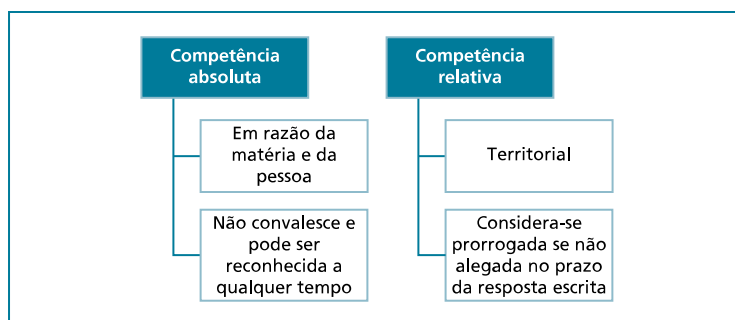 Competência
absoluta
Em razão da
matéria e da
pessoa
Não convalesce e
pode ser
reconhecida a
qualquer tempo
Competência
relativa
Territorial
Considera-se
prorrogada se não
alegada no prazo
da resposta escrita